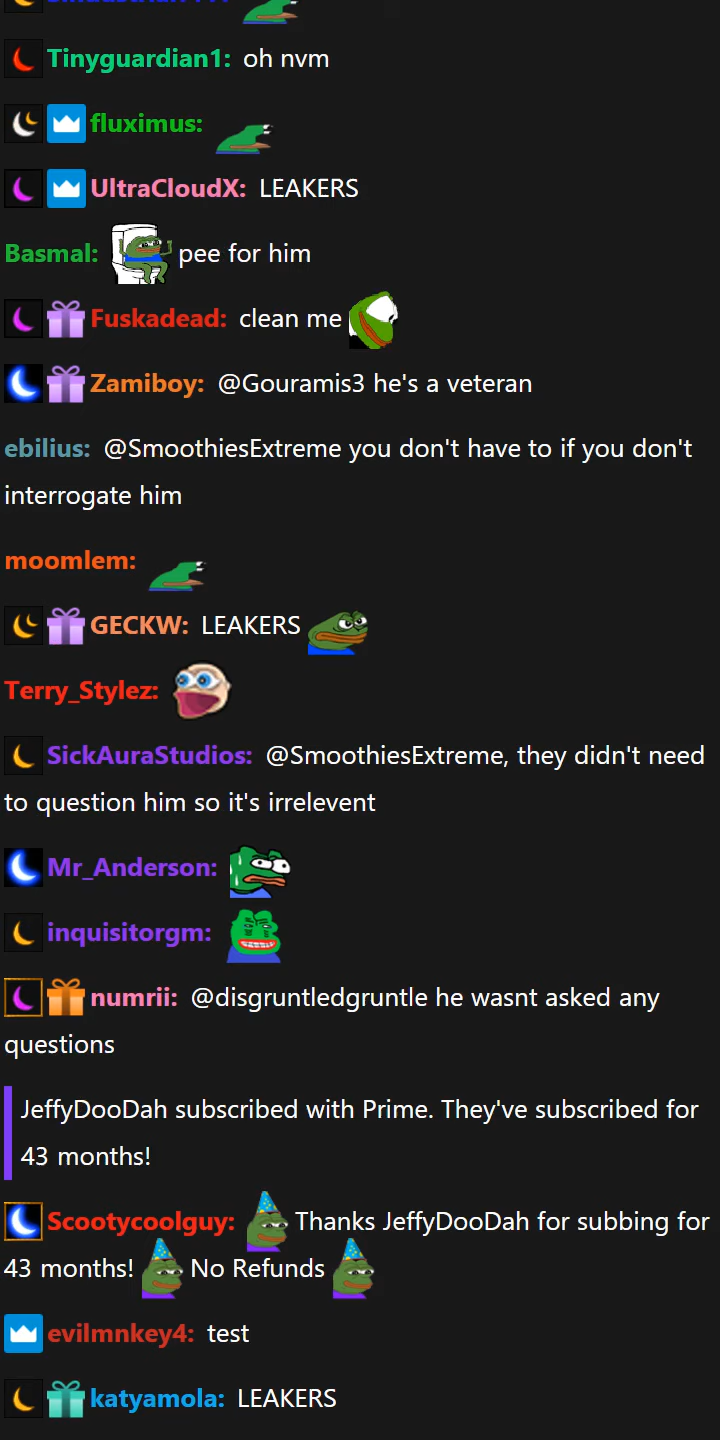 Tinyguardian1: oh nvm
fluximus:
UltraCloudX: LEAKERS
Basmal: pee for him
Fuskadead: clean me
Zamiboy: @Gouramis3 he's a veteran
ebilius: @SmoothiesExtreme you don't have to if you don't
interrogate him
moomlem:
GECKW: LEAKERS
Terry_Stylez:
SickAuraStudios: @SmoothiesExtreme, they didn't need
to question him so it's irrelevent
Mr_Anderson:
inquisitorgm:
numrii: @disgruntledgruntle he wasnt asked any
questions
JeffyDooDah subscribed with Prime. They've subscribed for
43 months!
Scootycoolguy: Thanks JeffyDooDah for subbing for
43 months! No Refunds
evilmnkey4: test
katyamola: LEAKERS